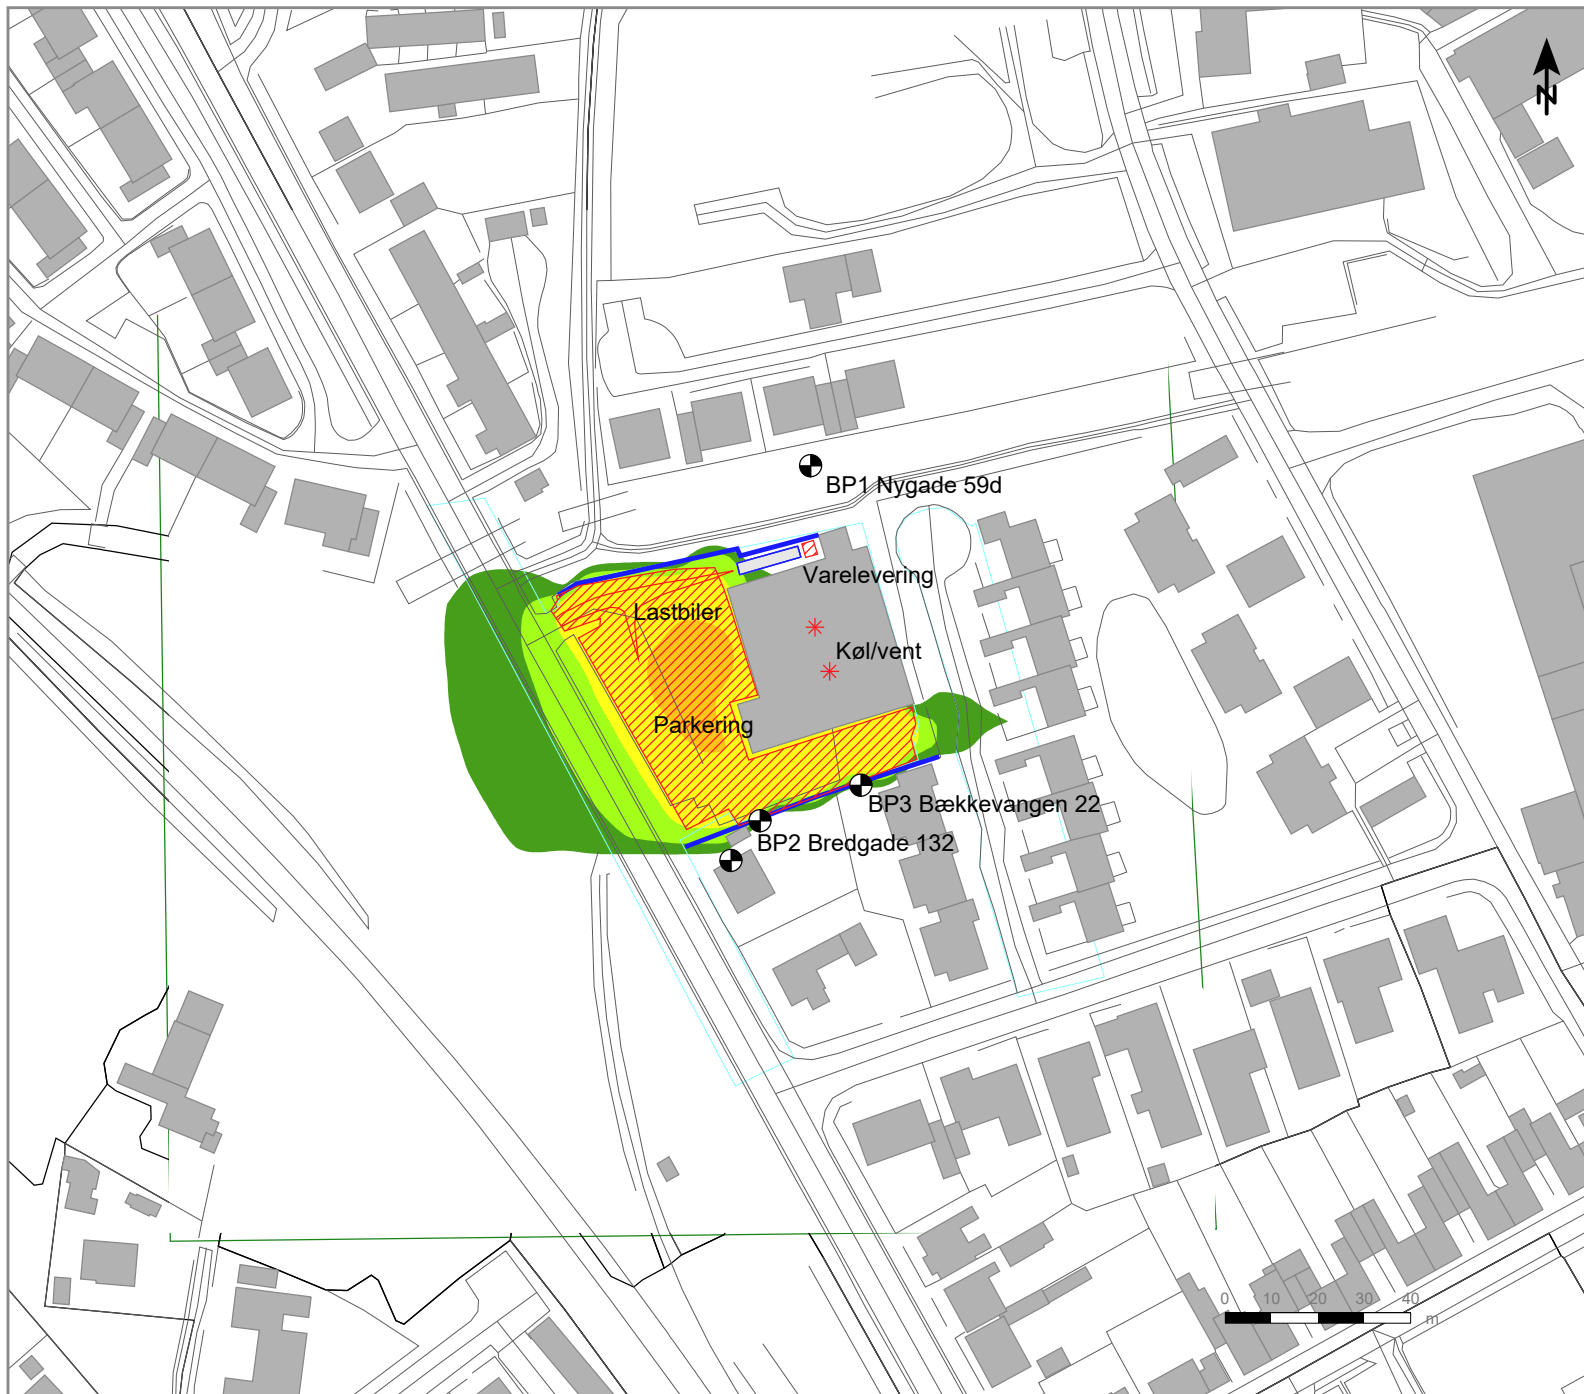 N
BP1 Nygade 59d
Varelevering
Lastbiler
Køl/vent
Parkering
BP3 Bækkevangen 22
BP2 Bredgade 132
0 10 20 30 40
m